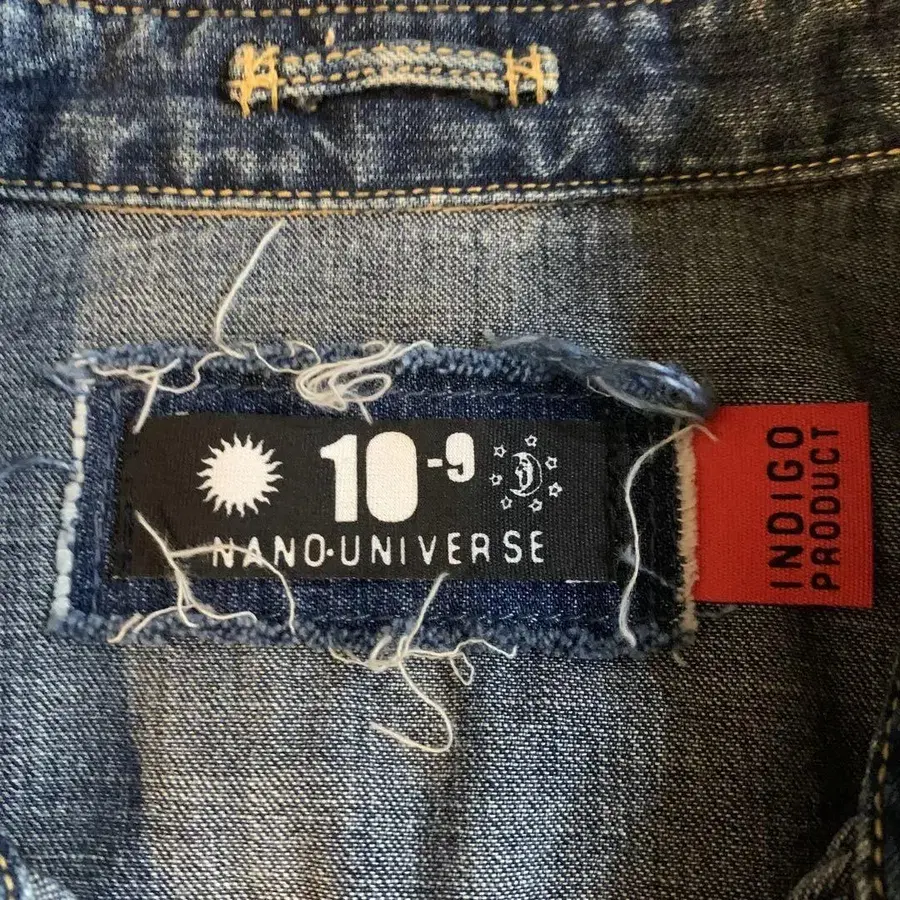 10-9
NANO·UNIVERSE
INDIGO
PRODUCT